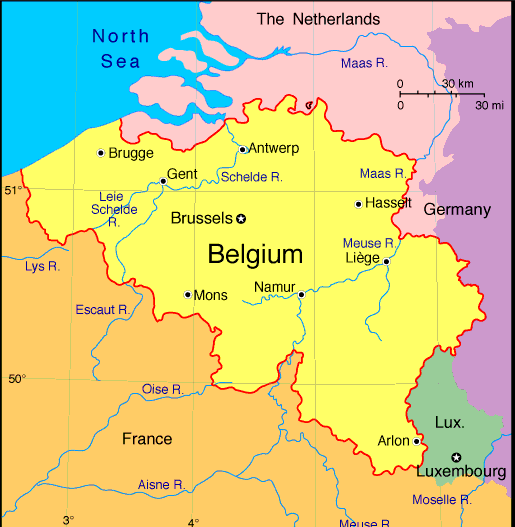 The Netherlands
North
Sea
Maas R.
0 30 km
0 30 mi
Brugge
Antwerp
Gent
Schelde R.
Maas R.
51°
Leie
Schelde
R.
Hasselt
Germany
Brussels
Meuse R.
Belgium
Liège
Lys R.
Namur
Mons
Escaut R.
50°
Oise R.
Lux.
France
Arlon
Luxembourg
Aisne R.
Moselle R.
3°
4°
Meuse R.